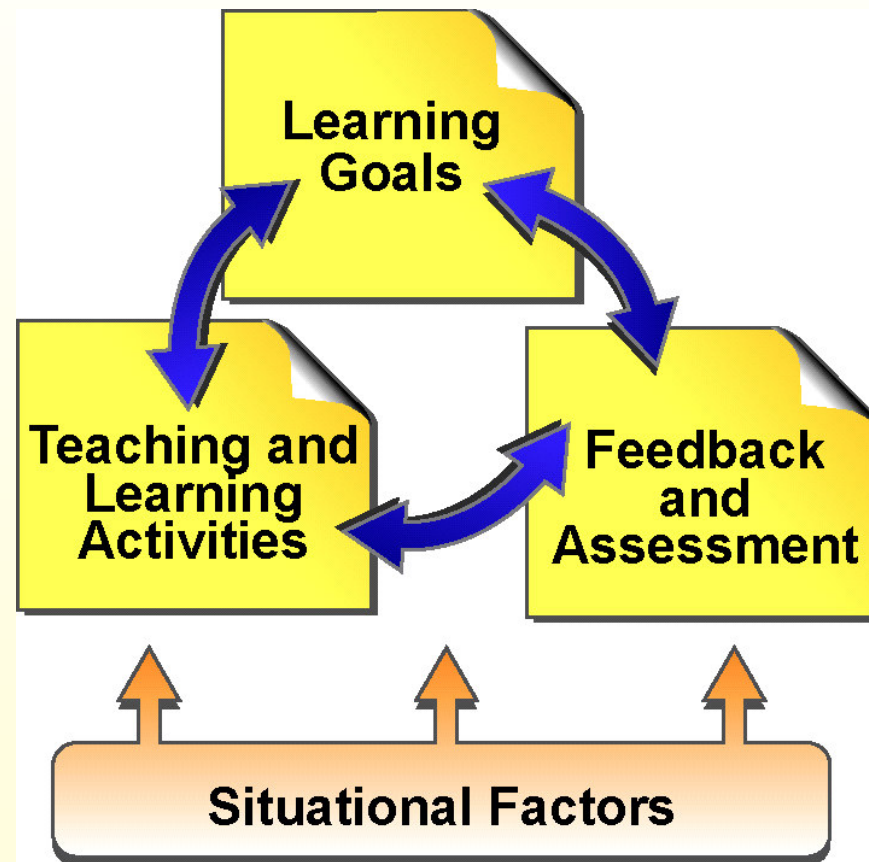 Learning
Goals
Teaching and
Learning
Activities
Feedback
and
Assessment
Situational Factors